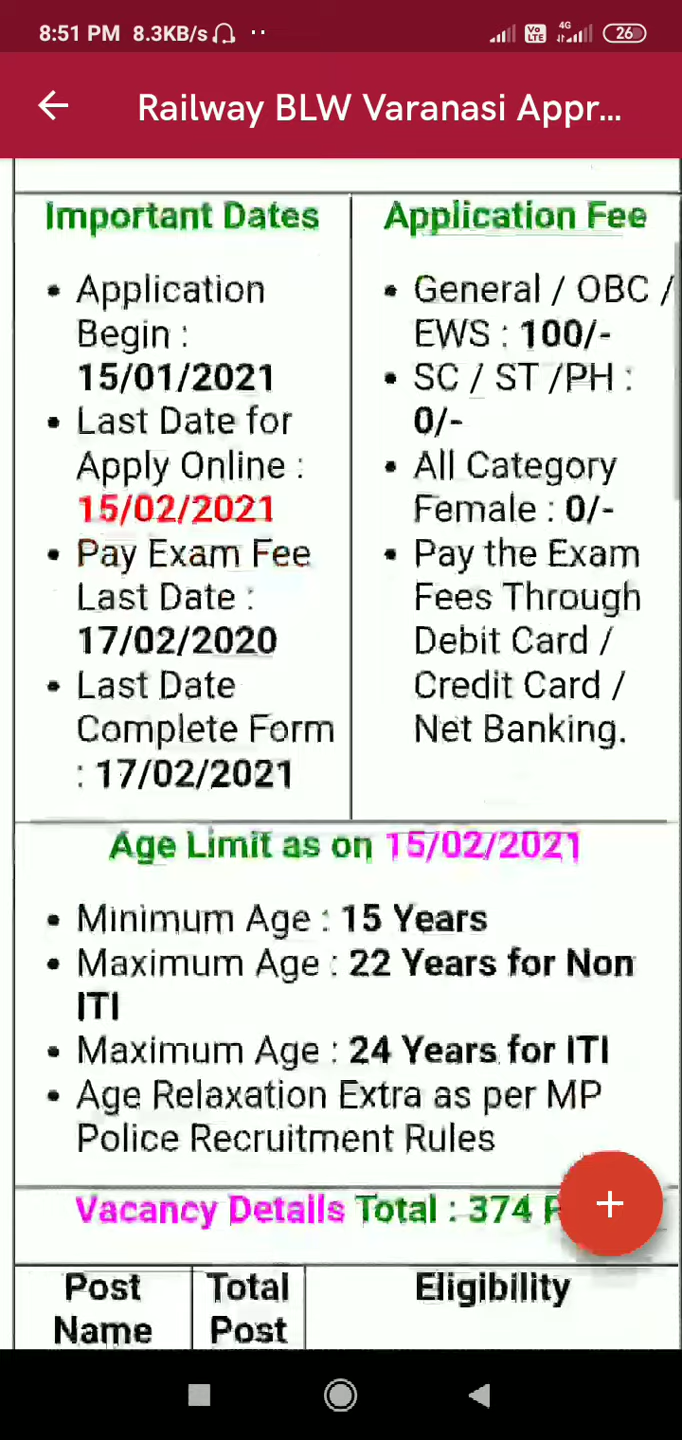 8:51 PM 8.3KB/s
Vo LTE 4G 26
Railway BLW Varanasi Appr...
Important Dates
• Application
Begin :
15/01/2021
• Last Date for
Apply Online :
15/02/2021
• Pay Exam Fee
Last Date :
17/02/2020
• Last Date
Complete Form
: 17/02/2021
Application Fee
• General / OBC /
EWS : 100/-
• SC / ST /PH :
0/-
• All Category
Female : 0/-
• Pay the Exam
Fees Through
Debit Card /
Credit Card /
Net Banking.
Age Limit as on 15/02/2021
• Minimum Age : 15 Years
• Maximum Age : 22 Years for Non
ITI
• Maximum Age : 24 Years for ITI
• Age Relaxation Extra as per MP
Police Recruitment Rules
Vacancy Details Total : 374
Post
Name
Total
Post
Eligibility